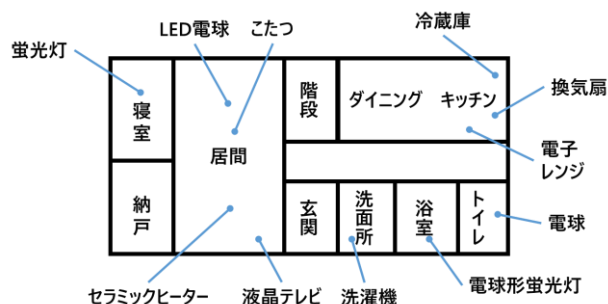 冷蔵庫
LED電球 こたつ
蛍光灯
換気扇
寝室
階段
ダイニング キッチン
居間
電子
レンジ
納戸
玄関
洗面所
浴室
トイレ
電球
セラミックヒーター 液晶テレビ 洗濯機
電球形蛍光灯